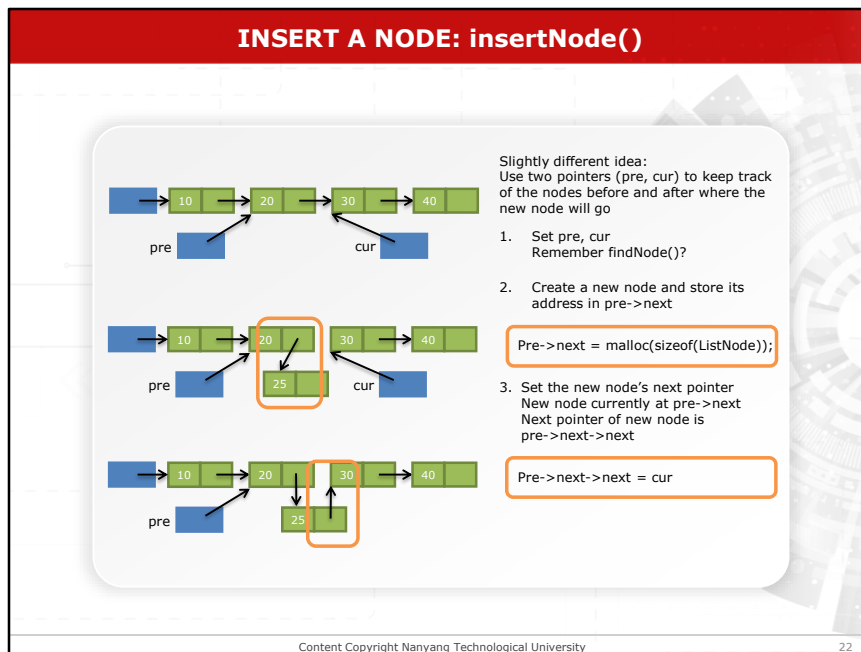 INSERT A NODE: insertNode()
Slightly different idea:
Use two pointers (pre, cur) to keep track
of the nodes before and after where the
new node will go
1. Set pre, cur
Remember findNode()?
2. Create a new node and store its
address in pre->next
Pre->next = malloc(sizeof(ListNode));
3. Set the new node's next pointer
New node currently at pre->next
Next pointer of new node is
pre->next->next
Pre->next->next = cur
10 20 30 40
pre cur
10 20 30 40
pre 25 cur
10 20 30 40
pre 25
Content Copyright Nanyang Technological University 22